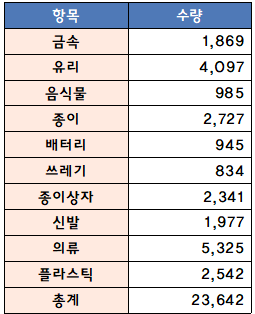 항목 수량
금속 1,869
유리 4,097
음식물 985
종이 2,727
배터리 945
쓰레기 834
종이상자 2,341
신발 1,977
의류 5,325
플라스틱 2,542
총계 23,642